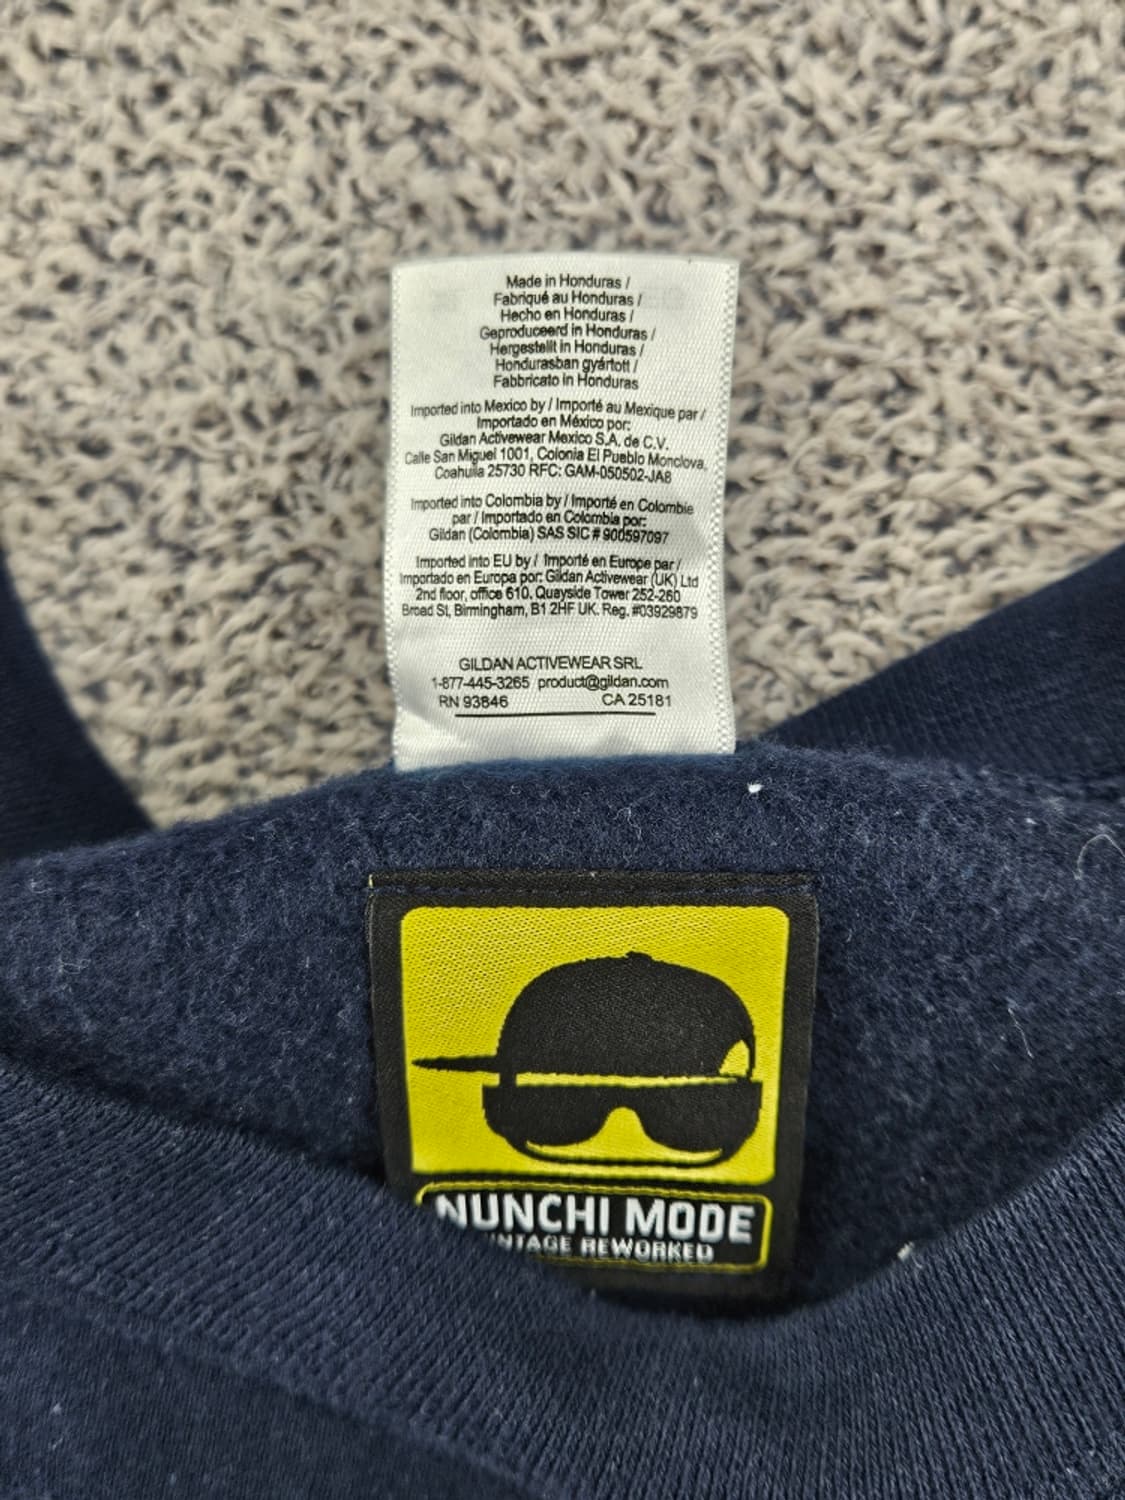 Made in Honduras /
Fabriqué au Honduras /
Hecho en Honduras /
Geproduceerd in Honduras /
Hergestellt in Honduras /
Hondurasban gyártott /
Fabbricato in Honduras
Imported into Mexico by / Importé au Mexique par /
Importado en México por:
Gildan Activewear Mexico S.A. de C.V.
Calle San Miguel 1001, Colonia El Pueblo Monclova,
Coahuila 25730 RFC: GAM-050502-JA8
Imported into Colombia by / Importé en Colombie
par / Importado en Colombia por:
Gildan (Colombia) SAS SIC # 900597097
Imported into EU by / Importé en Europe par /
Importado en Europa por: Gildan Activewear (UK) Ltd
2nd floor, office 610, Quayside Tower 252-260
Broad St, Birmingham, B1 2HF UK. Reg. #03929879
GILDAN ACTIVEWEAR SRL
1-877-445-3265 product@gildan.com
RN 93846 CA 25181
NUNCHI MODE
NTAGE REWORKED